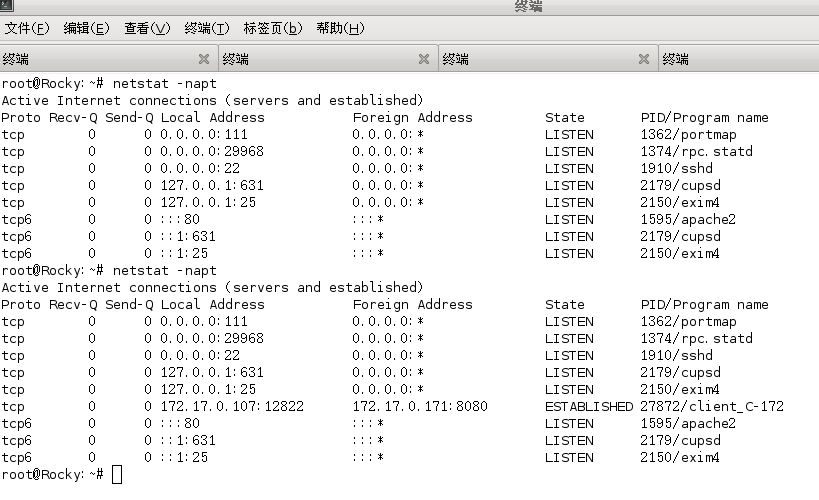 终端
文件(F) 编辑(E) 查看(V) 终端(T) 标签页(b) 帮助(H)
终端 终端 终端 终端
root@Rocky:~# netstat -napt
Active Internet connections (servers and established)
Proto Recv-Q Send-Q Local Address Foreign Address State PID/Program name
tcp 0 0 0.0.0.0:111 0.0.0.0:* LISTEN 1362/portmap
tcp 0 0 0.0.0.0:29968 0.0.0.0:* LISTEN 1374/rpc.statd
tcp 0 0 0.0.0.0:22 0.0.0.0:* LISTEN 1910/sshd
tcp 0 0 127.0.0.1:631 0.0.0.0:* LISTEN 2179/cupsd
tcp 0 0 127.0.0.1:25 0.0.0.0:* LISTEN 2150/exim4
tcp6 0 0 :::80 :::* LISTEN 1595/apache2
tcp6 0 0 ::1:631 :::* LISTEN 2179/cupsd
tcp6 0 0 ::1:25 :::* LISTEN 2150/exim4
root@Rocky:~# netstat -napt
Active Internet connections (servers and established)
Proto Recv-Q Send-Q Local Address Foreign Address State PID/Program name
tcp 0 0 0.0.0.0:111 0.0.0.0:* LISTEN 1362/portmap
tcp 0 0 0.0.0.0:29968 0.0.0.0:* LISTEN 1374/rpc.statd
tcp 0 0 0.0.0.0:22 0.0.0.0:* LISTEN 1910/sshd
tcp 0 0 127.0.0.1:631 0.0.0.0:* LISTEN 2179/cupsd
tcp 0 0 127.0.0.1:25 0.0.0.0:* LISTEN 2150/exim4
tcp 0 0 172.17.0.107:12822 172.17.0.171:8080 ESTABLISHED 27872/client_C-172
tcp6 0 0 :::80 :::* LISTEN 1595/apache2
tcp6 0 0 ::1:631 :::* LISTEN 2179/cupsd
tcp6 0 0 ::1:25 :::* LISTEN 2150/exim4
root@Rocky:~#